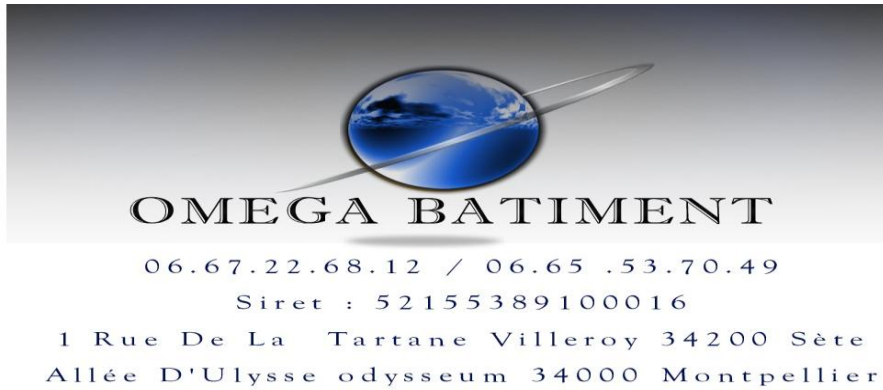 OMEGA BATIMENT
06.67.22.68.12 / 06.65 .53.70.49
Siret : 52155389100016
1 Rue De La Tartane Villeroy 34200 Sète
Allée D'Ulysse odysseum 34000 Montpellier